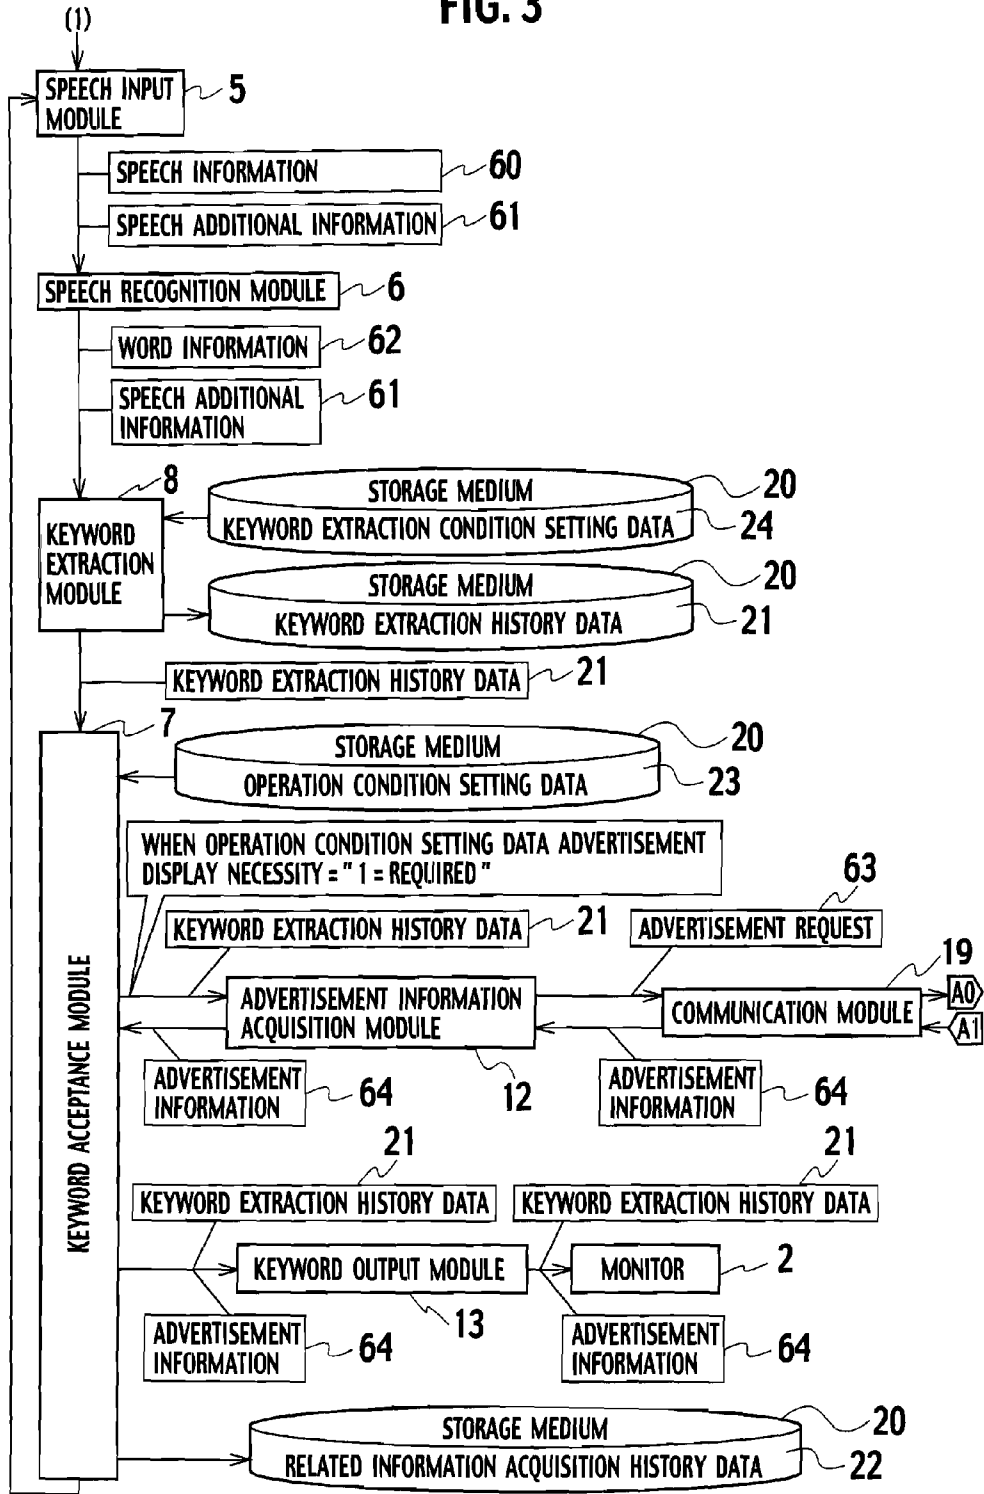 FIG. 3
(1)
SPEECH INPUT
MODULE
5
SPEECH INFORMATION
60
SPEECH ADDITIONAL INFORMATION
61
SPEECH RECOGNITION MODULE
6
WORD INFORMATION
62
SPEECH ADDITIONAL
INFORMATION
61
8
KEYWORD
EXTRACTION
MODULE
STORAGE MEDIUM
20
KEYWORD EXTRACTION CONDITION SETTING DATA
24
STORAGE MEDIUM
20
KEYWORD EXTRACTION HISTORY DATA
21
KEYWORD EXTRACTION HISTORY DATA
21
7
KEYWORD ACCEPTANCE MODULE
STORAGE MEDIUM
20
OPERATION CONDITION SETTING DATA
23
WHEN OPERATION CONDITION SETTING DATA ADVERTISEMENT
DISPLAY NECESSITY = " 1 = REQUIRED "
KEYWORD EXTRACTION HISTORY DATA
21
63
ADVERTISEMENT REQUEST
ADVERTISEMENT INFORMATION
ACQUISITION MODULE
12
19
COMMUNICATION MODULE
A0
A1
ADVERTISEMENT
INFORMATION
64
ADVERTISEMENT
INFORMATION
64
21
KEYWORD EXTRACTION HISTORY DATA
21
KEYWORD EXTRACTION HISTORY DATA
KEYWORD OUTPUT MODULE
13
MONITOR
2
ADVERTISEMENT
INFORMATION
64
ADVERTISEMENT
INFORMATION
64
STORAGE MEDIUM
20
RELATED INFORMATION ACQUISITION HISTORY DATA
22